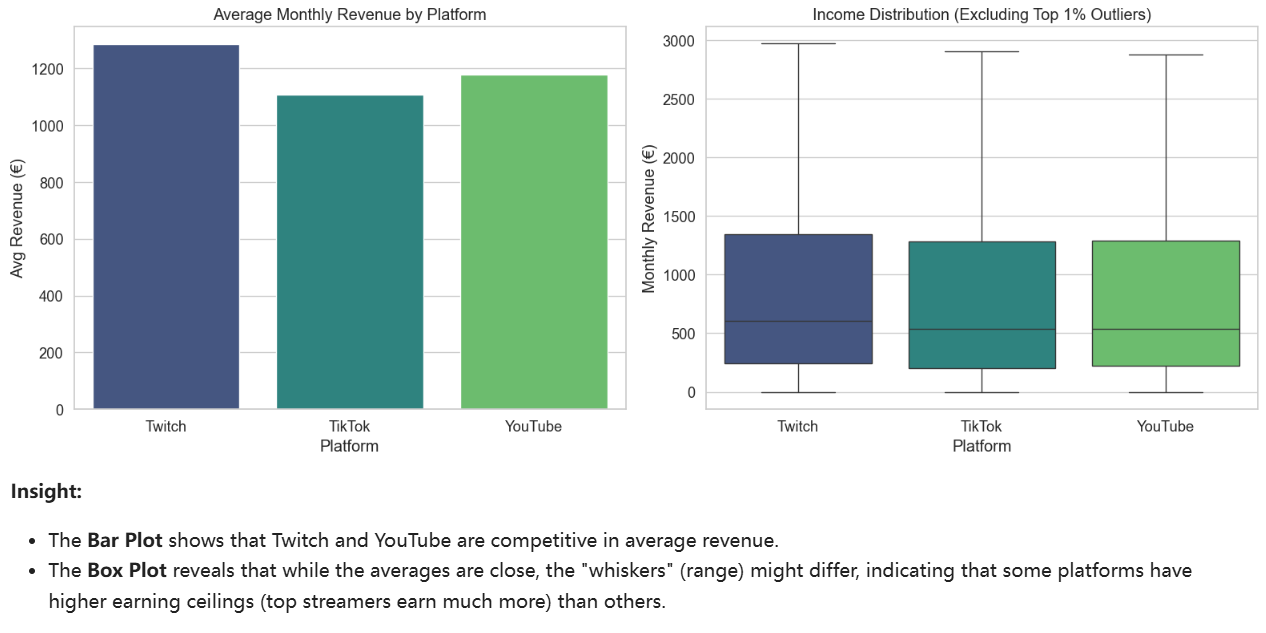 Average Monthly Revenue by Platform
Avg Revenue (€)
1200
1000
800
600
400
200
0
Twitch
TikTok
YouTube
Platform
Income Distribution (Excluding Top 1% Outliers)
Monthly Revenue (€)
3000
2500
2000
1500
1000
500
0
Twitch
TikTok
YouTube
Platform
Insight:
• The Bar Plot shows that Twitch and YouTube are competitive in average revenue.
• The Box Plot reveals that while the averages are close, the "whiskers" (range) might differ, indicating that some platforms have
higher earning ceilings (top streamers earn much more) than others.